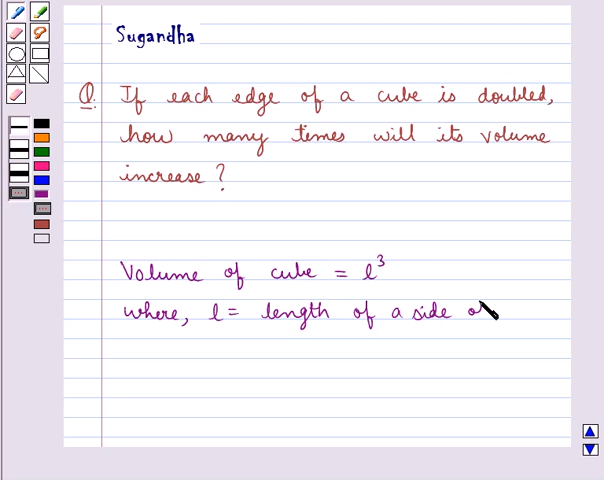 Sugandha
Q. If each edge of a cube is doubled,
how many times will its volume
increase?
Volume of cube = l³
where, l = length of a side o